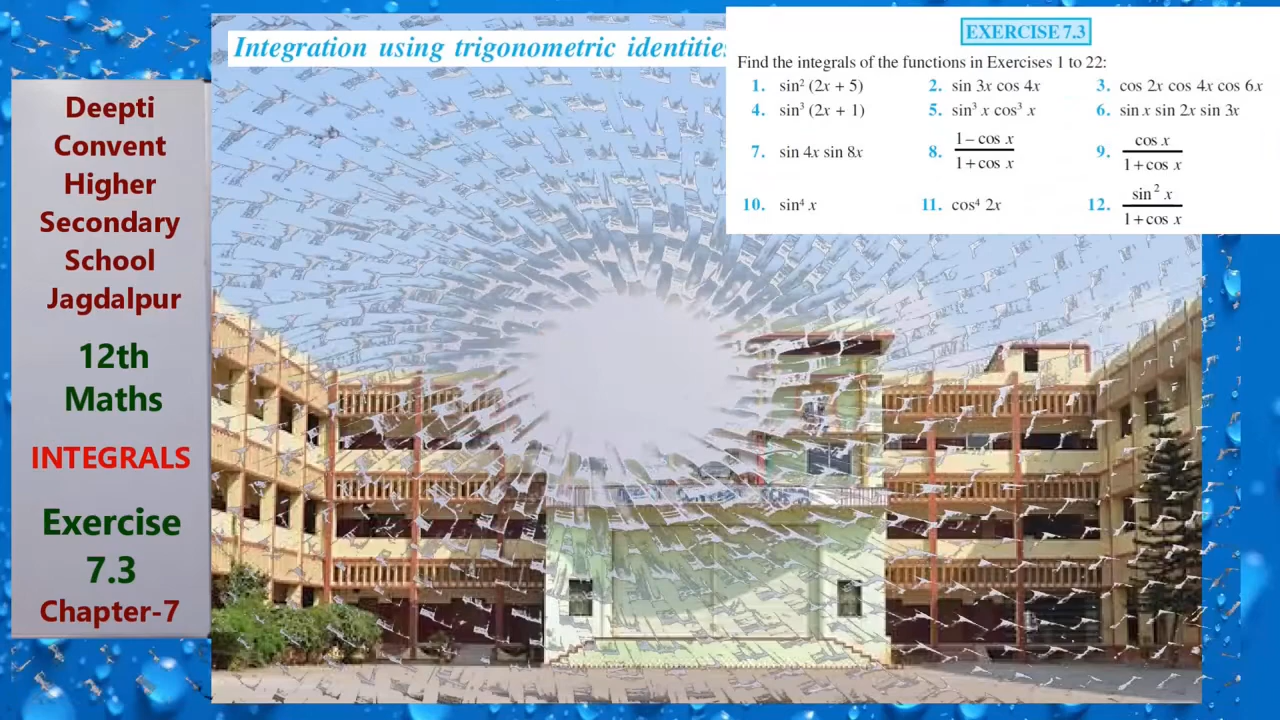 Deepti
Convent
Higher
Secondary
School
Jagdalpur
12th
Maths
INTEGRALS
Exercise
7.3
Chapter-7
Integration using trigonometric identities
EXERCISE 7.3
Find the integrals of the functions in Exercises 1 to 22:
1. sin² (2x + 5) 2. sin 3x cos 4x 3. cos 2x cos 4x cos 6x
4. sin³ (2x + 1) 5. sin³ x cos³ x 6. sin x sin 2x sin 3x
7. sin 4x sin 8x 8. (1 – cos x)/(1 + cos x) 9. cos x/(1 + cos x)
10. sin⁴ x 11. cos⁴ 2x 12. sin² x/(1 + cos x)